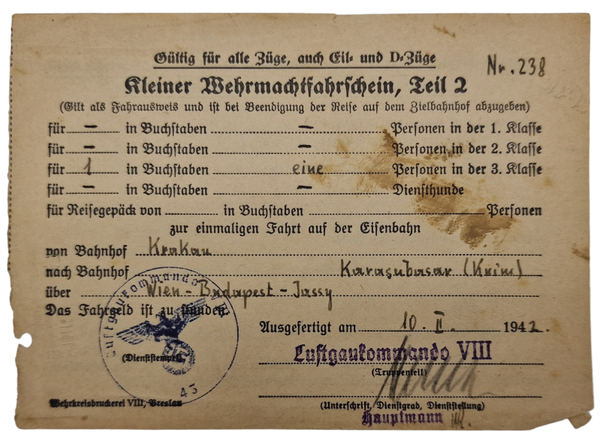 Gültig für alle Züge, auch Eil- und D-Züge
Nr. 238
Kleiner Wehrmachtfahrschein, Teil 2
(Gilt als Fahrausweis und ist bei Beendigung der Reise auf dem Zielbahnhof abzugeben)
für — in Buchstaben — Personen in der 1. Klasse
für — in Buchstaben — Personen in der 2. Klasse
für 1 in Buchstaben eine Personen in der 3. Klasse
für — in Buchstaben — Diensthunde
für Reisegepäck von in Buchstaben Personen
zur einmaligen Fahrt auf der Eisenbahn
von Bahnhof Krakau
nach Bahnhof Karasubasar (Krim)
über Wien - Budapest - Jassy
Das Fahrgeld ist zu stunden.
Ausgefertigt am 10. II. 1942.
Luftgaukommando
43
(Dienststempel)
Luftgaukommando VIII
(Truppenteil)
(Unterschrift, Dienstgrad, Dienststellung)
Hauptmann
Wehrkreisdruckerei VIII, Breslau